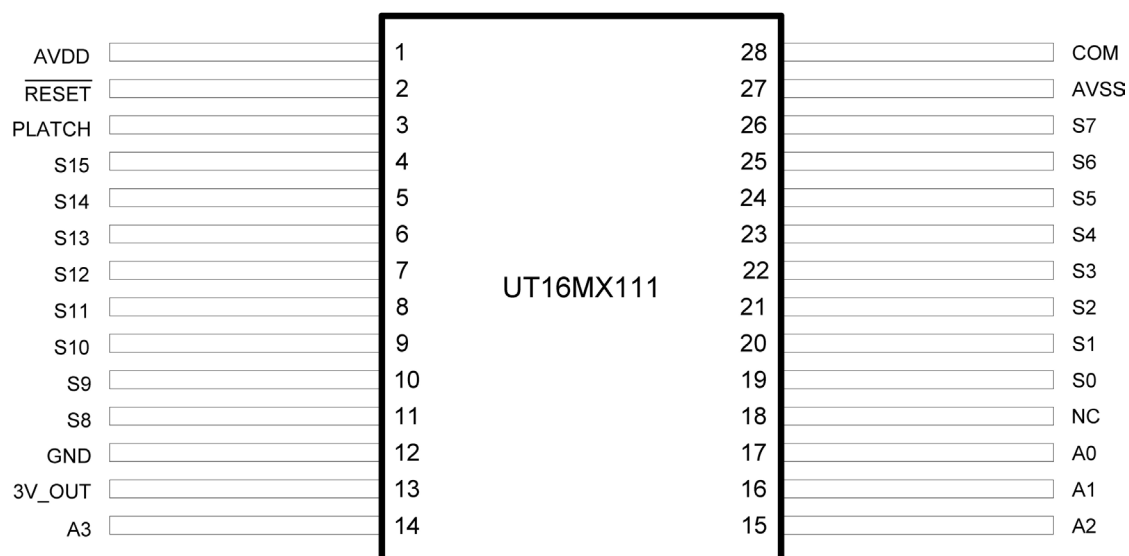 AVDD 1 28 COM
RESET 2 27 AVSS
PLATCH 3 26 S7
S15 4 25 S6
S14 5 24 S5
S13 6 23 S4
S12 7 22 S3
UT16MX111
S11 8 21 S2
S10 9 20 S1
S9 10 19 S0
S8 11 18 NC
GND 12 17 A0
3V_OUT 13 16 A1
A3 14 15 A2